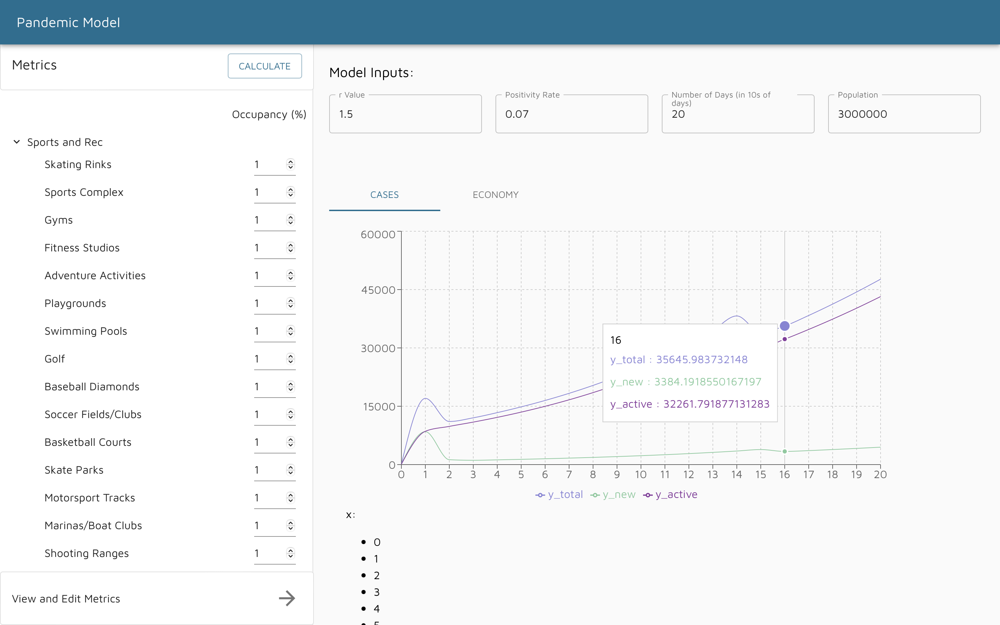 Pandemic Model
Metrics
CALCULATE
Occupancy (%)
Sports and Rec
Skating Rinks 1
Sports Complex 1
Gyms 1
Fitness Studios 1
Adventure Activities 1
Playgrounds 1
Swimming Pools 1
Golf 1
Baseball Diamonds 1
Soccer Fields/Clubs 1
Basketball Courts 1
Skate Parks 1
Motorsport Tracks 1
Marinas/Boat Clubs 1
Shooting Ranges 1
View and Edit Metrics
Model Inputs:
r Value
1.5
Positivity Rate
0.07
Number of Days (in 10s of
days)
20
Population
3000000
CASES ECONOMY
60000
45000
30000
15000
0
0 1 2 3 4 5 6 7 8 9 10 11 12 13 14 15 16 17 18 19 20
16
y_total : 35645.983732148
y_new : 3384.1918550167197
y_active : 32261.791877131283
y_total y_new y_active
x:
0
1
2
3
4
5